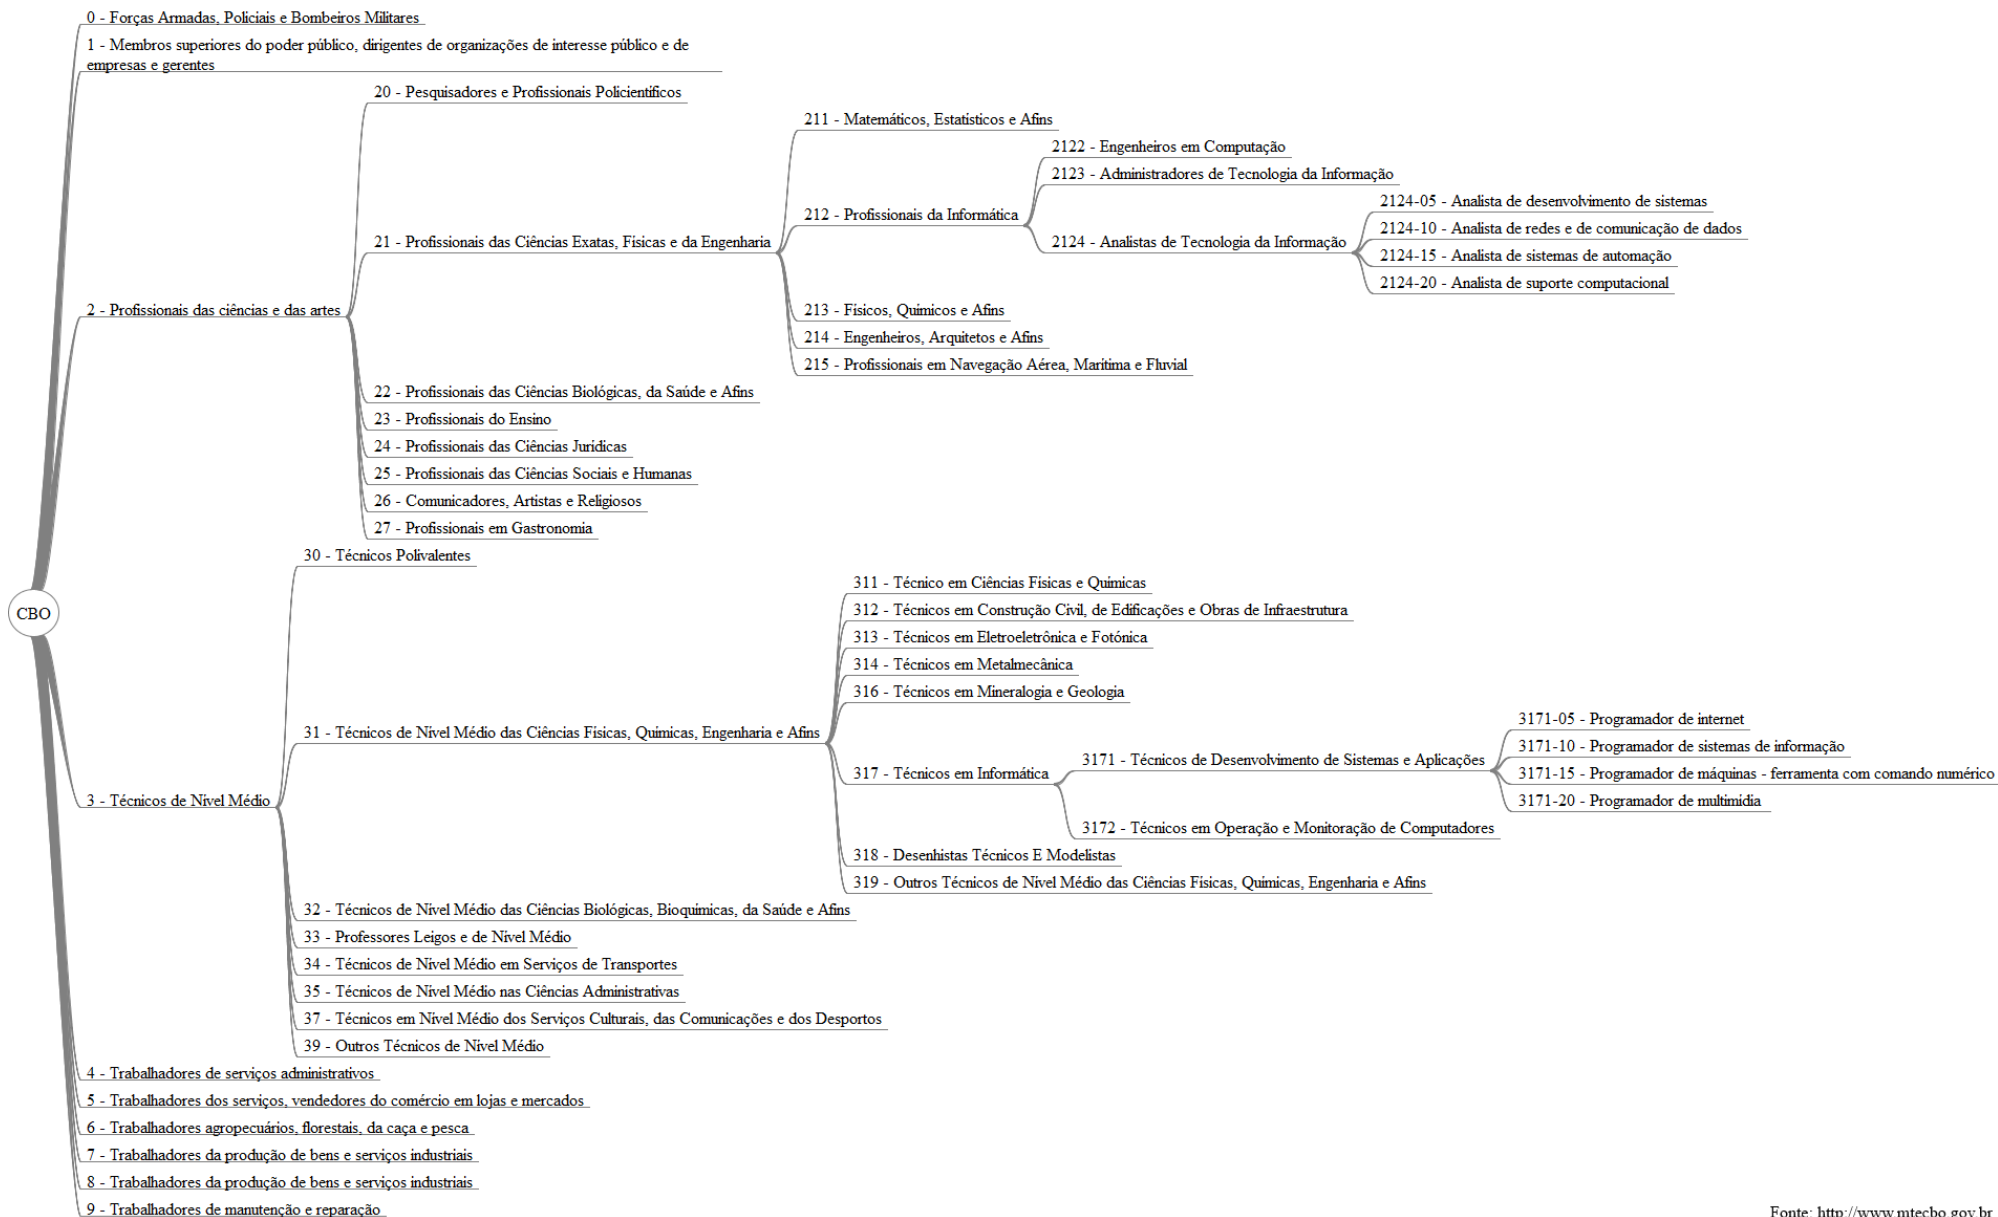 0 - Forças Armadas, Policiais e Bombeiros Militares
1 - Membros superiores do poder público, dirigentes de organizações de interesse público e de
empresas e gerentes
20 - Pesquisadores e Profissionais Policientíficos
211 - Matemáticos, Estatísticos e Afins
2122 - Engenheiros em Computação
2123 - Administradores de Tecnologia da Informação
2124-05 - Analista de desenvolvimento de sistemas
212 - Profissionais da Informática
2124-10 - Analista de redes e de comunicação de dados
21 - Profissionais das Ciências Exatas, Físicas e da Engenharia
2124 - Analistas de Tecnologia da Informação
2124-15 - Analista de sistemas de automação
2124-20 - Analista de suporte computacional
2 - Profissionais das ciências e das artes
213 - Físicos, Químicos e Afins
214 - Engenheiros, Arquitetos e Afins
215 - Profissionais em Navegação Aérea, Marítima e Fluvial
22 - Profissionais das Ciências Biológicas, da Saúde e Afins
23 - Profissionais do Ensino
24 - Profissionais das Ciências Jurídicas
25 - Profissionais das Ciências Sociais e Humanas
26 - Comunicadores, Artistas e Religiosos
27 - Profissionais em Gastronomia
30 - Técnicos Polivalentes
311 - Técnico em Ciências Físicas e Químicas
CBO
312 - Técnicos em Construção Civil, de Edificações e Obras de Infraestrutura
313 - Técnicos em Eletroeletrônica e Fotónica
314 - Técnicos em Metalmecânica
316 - Técnicos em Mineralogia e Geologia
3171-05 - Programador de internet
31 - Técnicos de Nível Médio das Ciências Físicas, Químicas, Engenharia e Afins
3171-10 - Programador de sistemas de informação
3171 - Técnicos de Desenvolvimento de Sistemas e Aplicações
317 - Técnicos em Informática
3171-15 - Programador de máquinas - ferramenta com comando numérico
3 - Técnicos de Nível Médio
3171-20 - Programador de multimídia
3172 - Técnicos em Operação e Monitoração de Computadores
318 - Desenhistas Técnicos E Modelistas
319 - Outros Técnicos de Nível Médio das Ciências Físicas, Químicas, Engenharia e Afins
32 - Técnicos de Nível Médio das Ciências Biológicas, Bioquímicas, da Saúde e Afins
33 - Professores Leigos e de Nível Médio
34 - Técnicos de Nível Médio em Serviços de Transportes
35 - Técnicos de Nível Médio nas Ciências Administrativas
37 - Técnicos em Nível Médio dos Serviços Culturais, das Comunicações e dos Desportos
39 - Outros Técnicos de Nível Médio
4 - Trabalhadores de serviços administrativos
5 - Trabalhadores dos serviços, vendedores do comércio em lojas e mercados
6 - Trabalhadores agropecuários, florestais, da caça e pesca
7 - Trabalhadores da produção de bens e serviços industriais
8 - Trabalhadores da produção de bens e serviços industriais
9 - Trabalhadores de manutenção e reparação
Fonte: http://www.mtecbo.gov.br